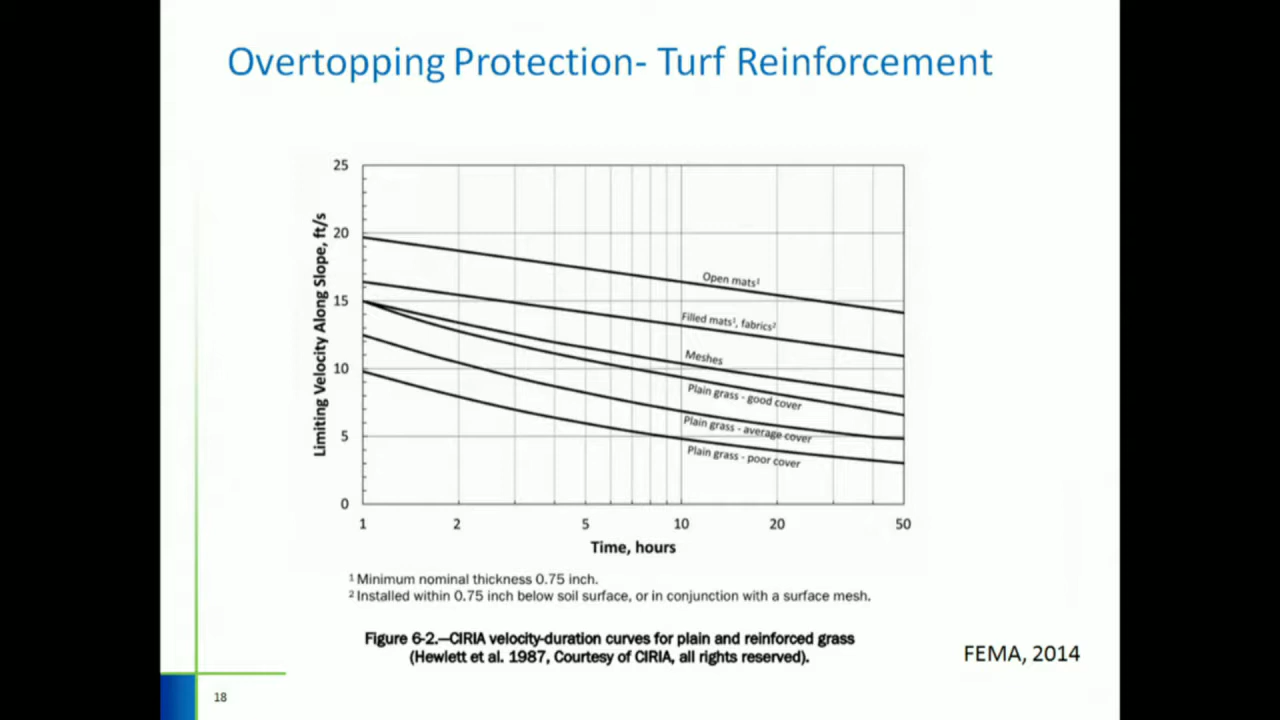 Overtopping Protection- Turf Reinforcement
25
20
15
10
5
0
Limiting Velocity Along Slope, ft/s
Open mats¹
Filled mats¹, fabrics²
Meshes
Plain grass - good cover
Plain grass - average cover
Plain grass - poor cover
1 2 5 10 20 50
Time, hours
¹ Minimum nominal thickness 0.75 inch.
² Installed within 0.75 inch below soil surface, or in conjunction with a surface mesh.
Figure 6-2.—CIRIA velocity-duration curves for plain and reinforced grass
(Hewlett et al. 1987, Courtesy of CIRIA, all rights reserved).
FEMA, 2014
18